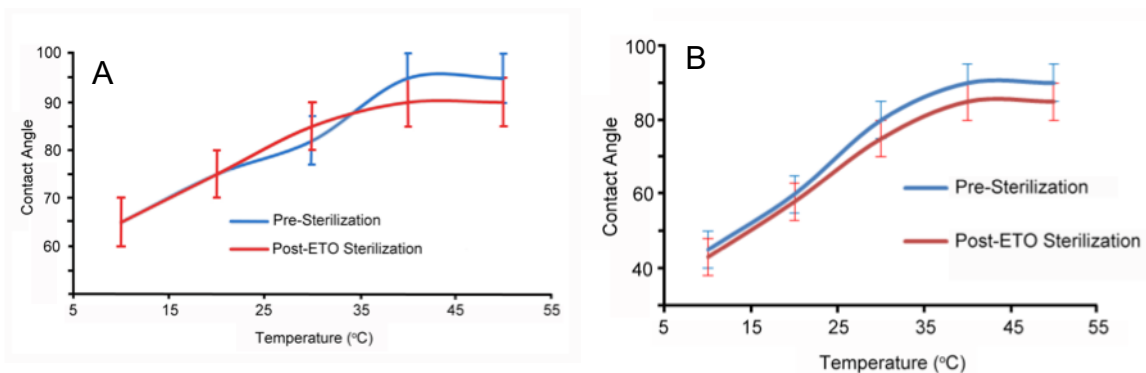 A
100
90
80
70
60
Contact Angle
Pre-Sterilization
Post-ETO Sterilization
5 15 25 35 45 55
Temperature (°C)
B
100
80
60
40
Contact Angle
Pre-Sterilization
Post-ETO Sterilization
5 15 25 35 45 55
Temperature (°C)